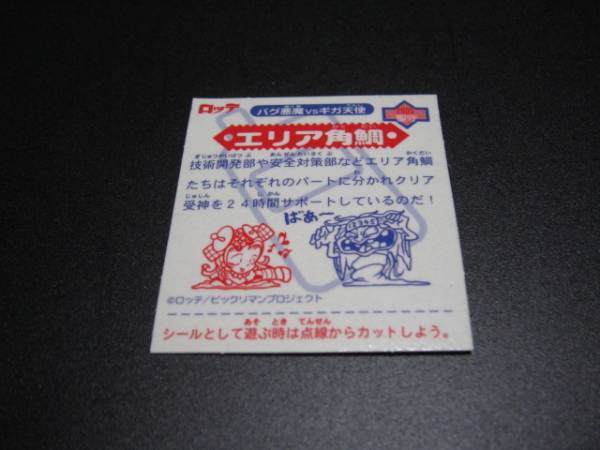 ロッテ バグ悪魔VSギガ天使
エリア角鯛
技術開発部や安全対策部などエリア角鯛
たちはそれぞれのパートに分かれクリア
受神を24時間サポートしているのだ!
ばあー
©ロッテ/ビックリマンプロジェクト
シールとして遊ぶ時は点線からカットしよう。